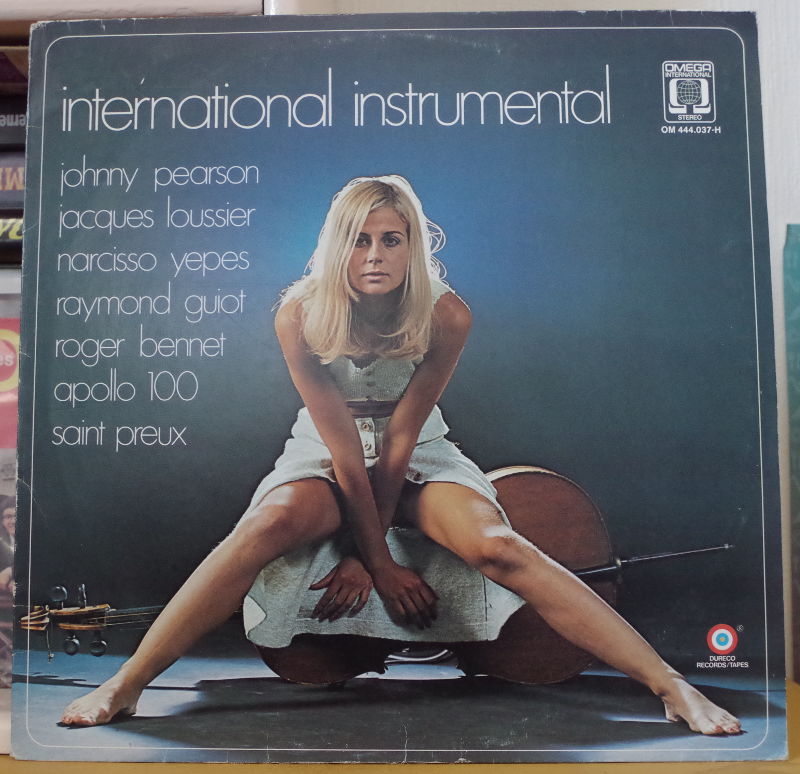 international instrumental
OMEGA
INTERNATIONAL
STEREO
OM 444.037-H
johnny pearson
jacques loussier
narcisso yepes
raymond guiot
roger bennet
apollo 100
saint preux
DURECO
RECORDS/TAPES